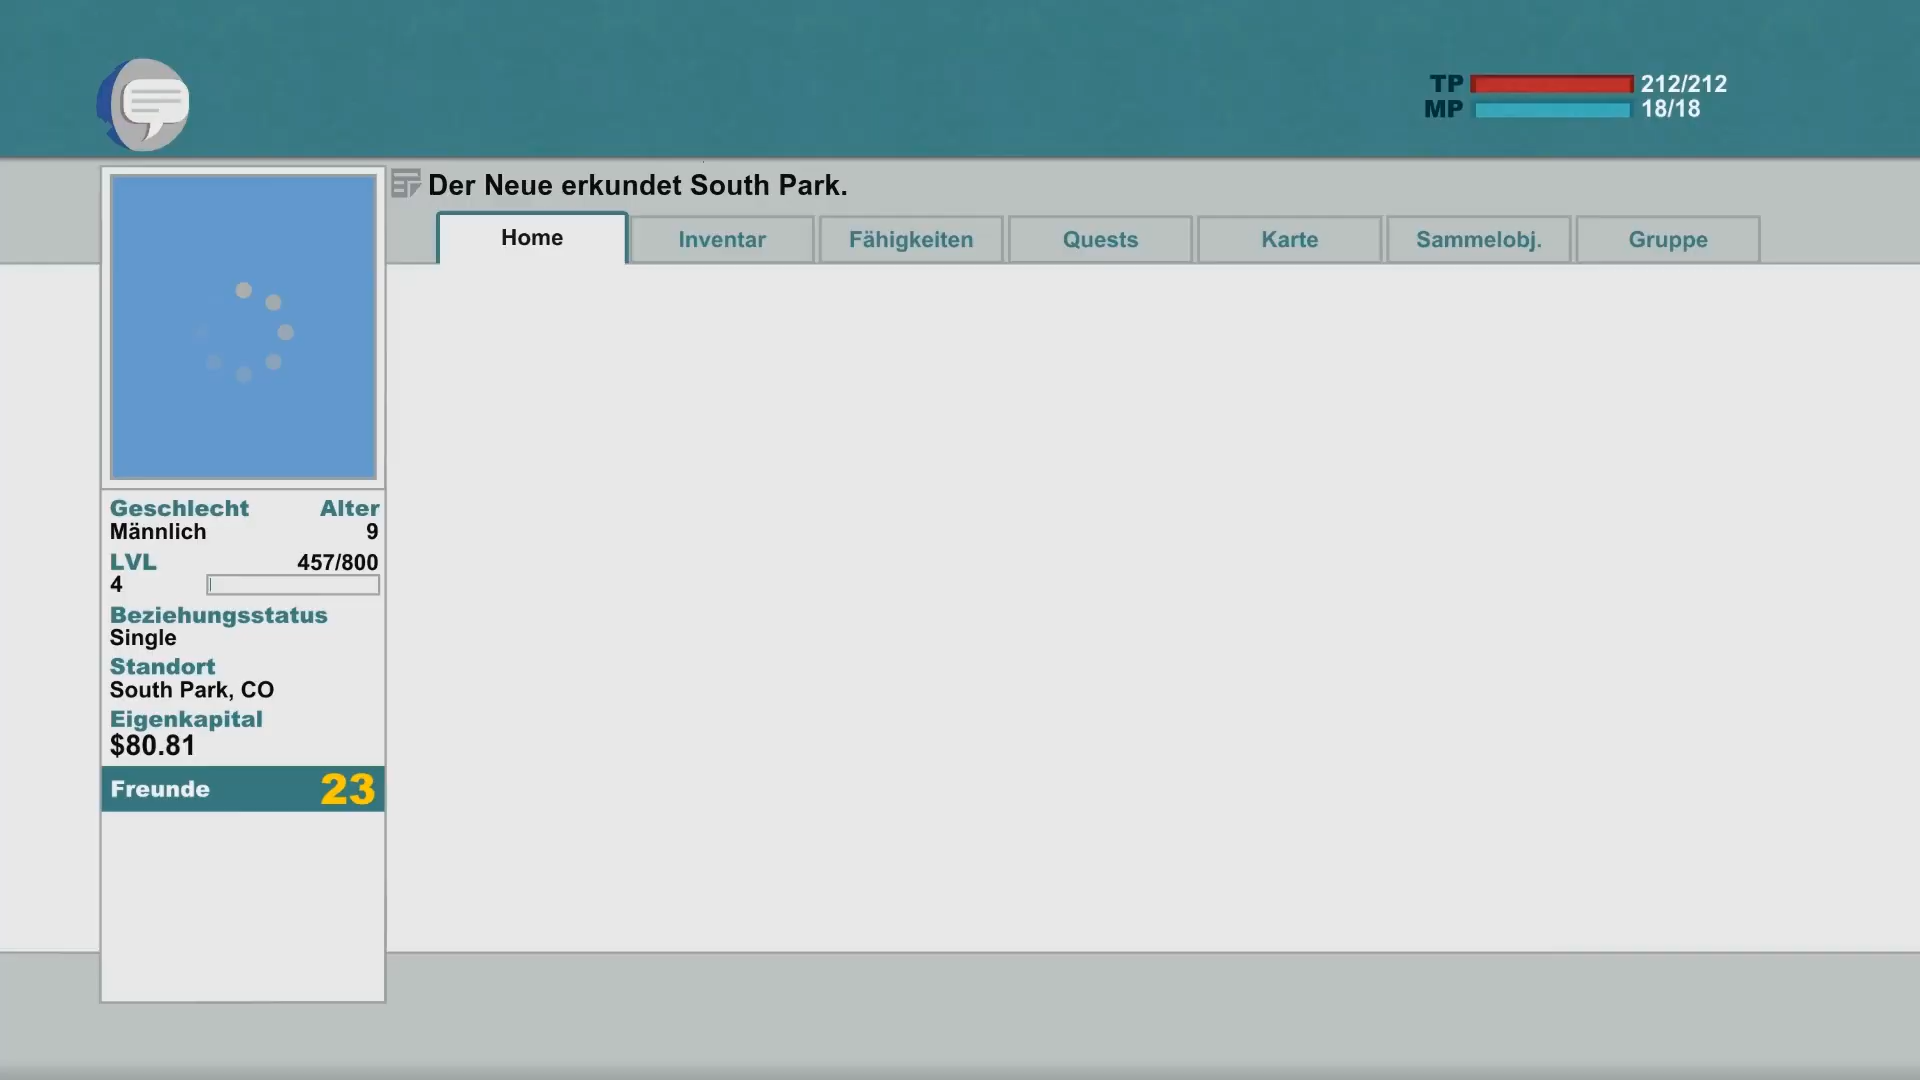 TP 212/212
MP 18/18
Der Neue erkundet South Park.
Home Inventar Fähigkeiten Quests Karte Sammelobj. Gruppe
Geschlecht Alter
Männlich 9
LVL 457/800
4
Beziehungsstatus
Single
Standort
South Park, CO
Eigenkapital
$80.81
Freunde 23